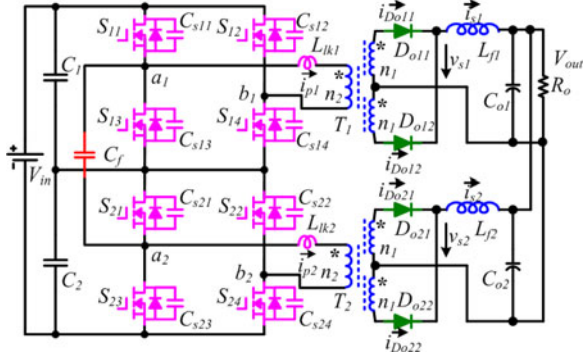 S11 Cs11 S12 Cs12 iDo11 is1
C1 Llk1 Do11 Lf1 Vout
a1 ip1 * n2 * n1 vs1 Ro
b1 T1 * Co1
S13 Cs13 S14 Cs14 n1 Do12
Cf iDo12
+ - Vin
S21 Cs21 S22 Cs22 iDo21 is2
Llk2 Do21 Lf2
a2 ip2 * n2 * n1 vs2
C2 b2 T2 * Co2
S23 Cs23 S24 Cs24 n1 Do22
iDo22